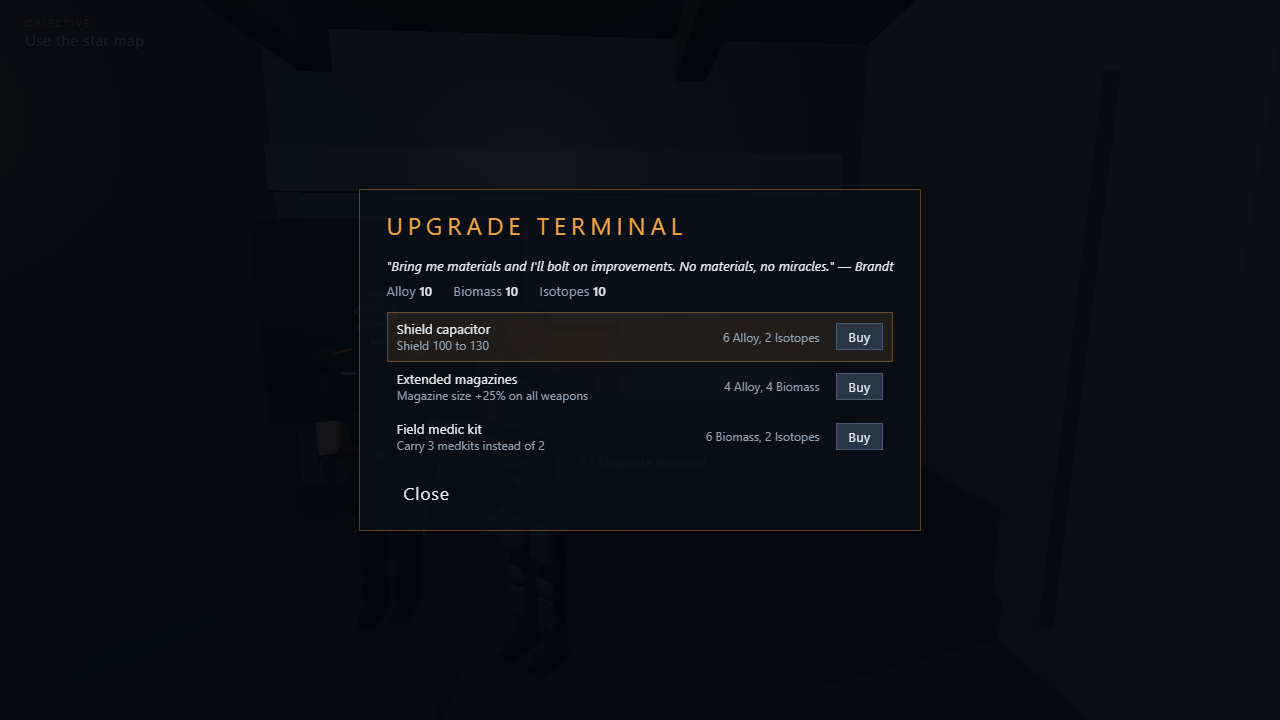 OBJECTIVE
Use the star map
UPGRADE TERMINAL
"Bring me materials and I'll bolt on improvements. No materials, no miracles." — Brandt
Alloy 10 Biomass 10 Isotopes 10
Shield capacitor
Shield 100 to 130
6 Alloy, 2 Isotopes
Buy
Extended magazines
Magazine size +25% on all weapons
4 Alloy, 4 Biomass
Buy
Field medic kit
Carry 3 medkits instead of 2
6 Biomass, 2 Isotopes
Buy
Upgrade terminal
Close